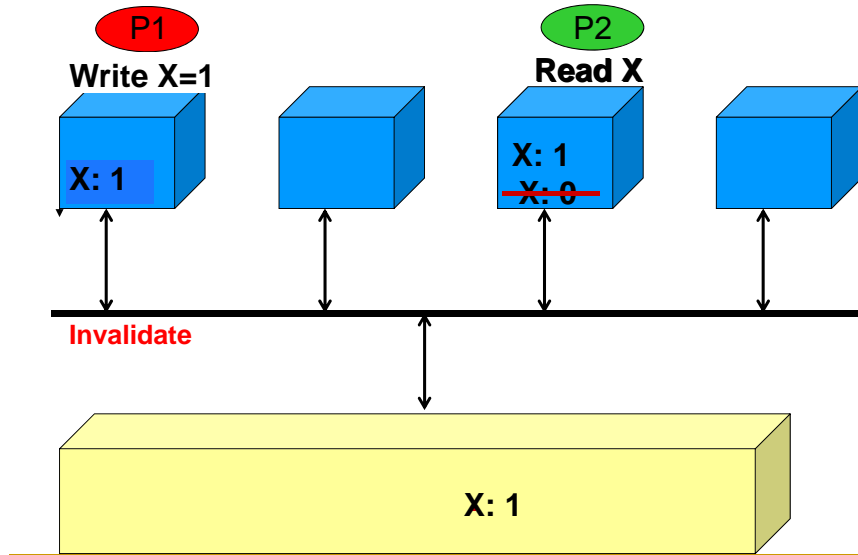 P1
P2
Write X=1
Read X
X: 1
X: 1
X: 0
Invalidate
X: 1